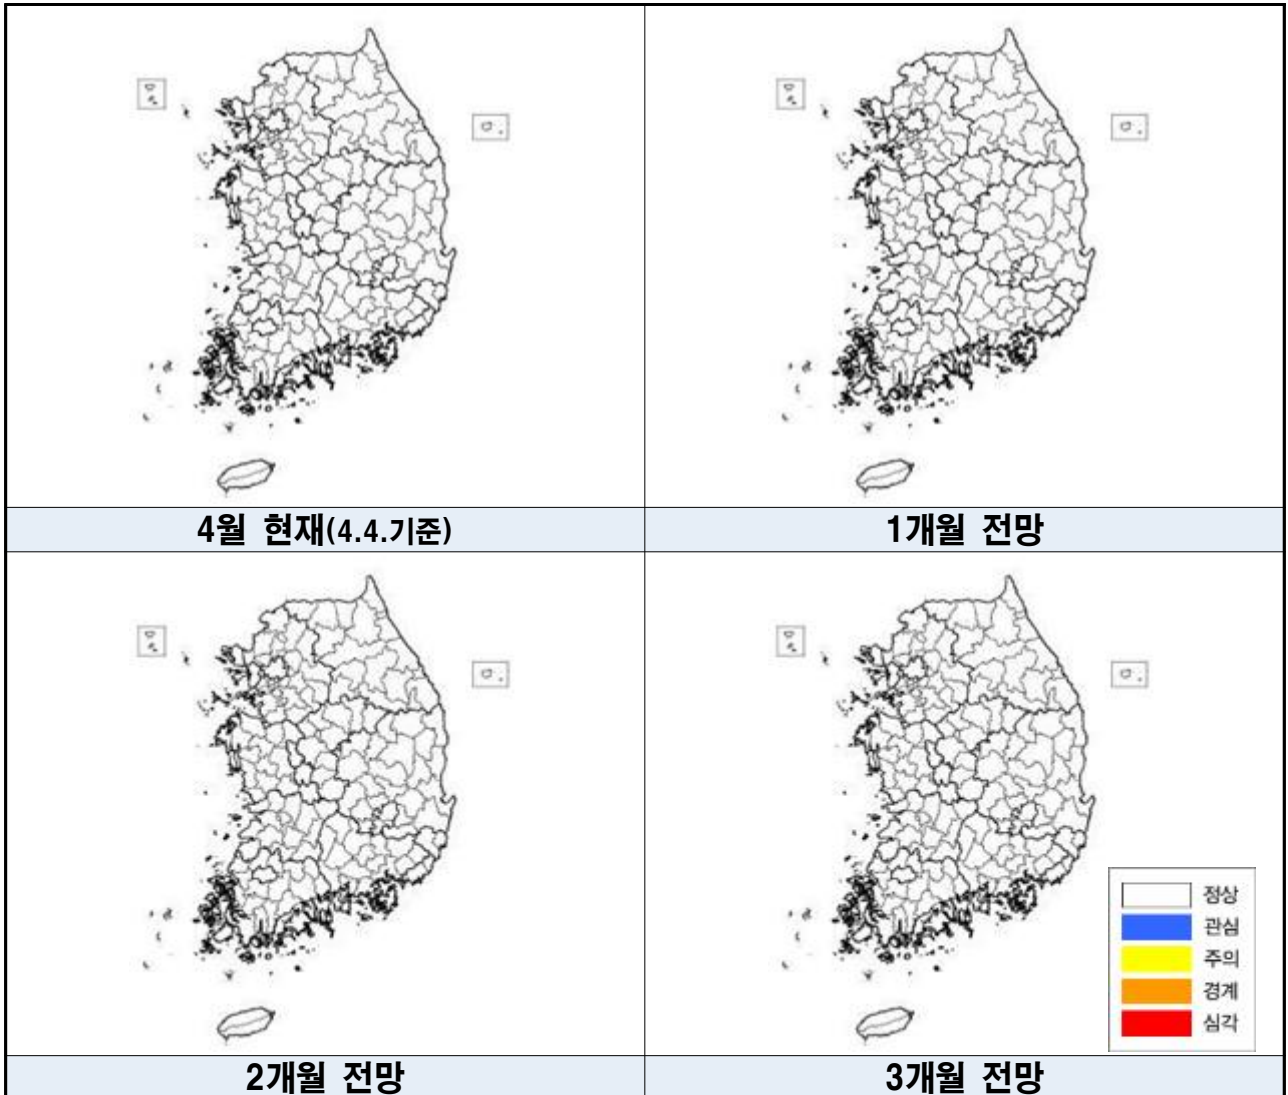 4월 현재(4.4.기준)
1개월 전망
정상
관심
주의
경계
심각
2개월 전망
3개월 전망